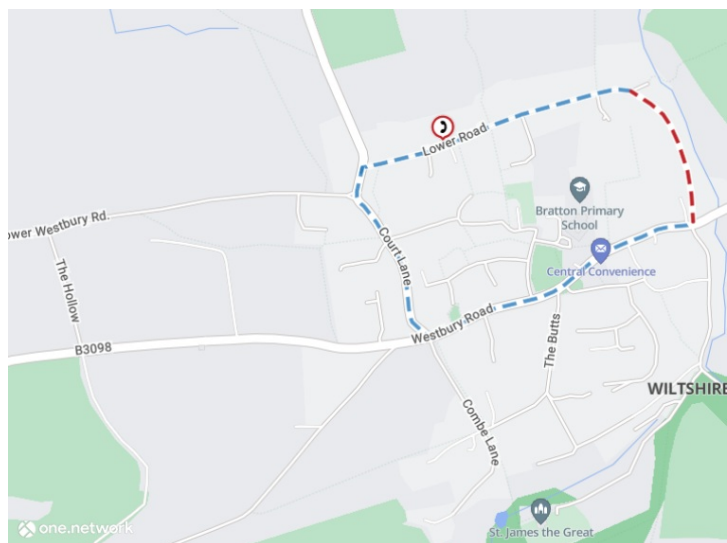 Lower Road
Bratton Primary
School
ower Westbury Rd.
Court Lane
Central Convenience
The Hollow
Westbury Road
B3098
The Butts
WILTSHIRE
Combe Lane
St. James the Great
one.network